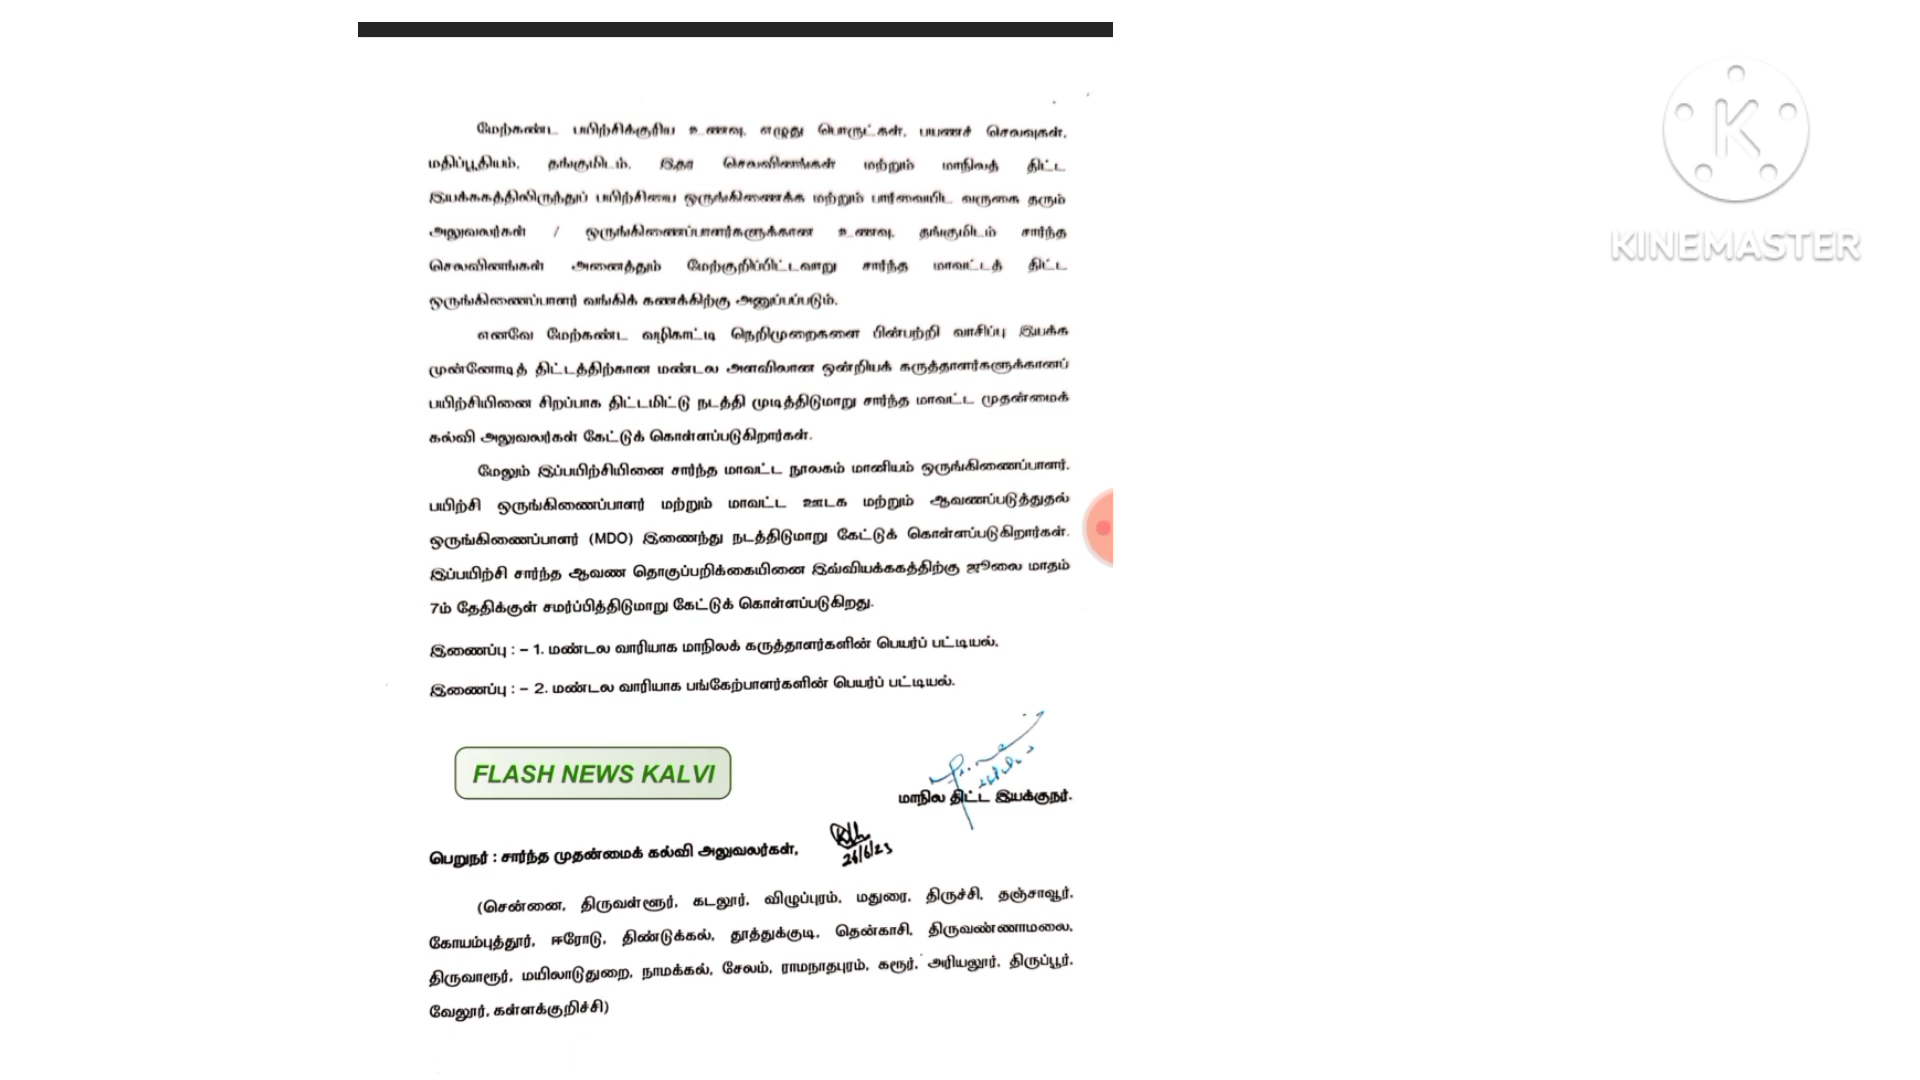 மேற்கண்ட பயிற்சிக்குரிய உணவு, எழுது பொருட்கள், பயணச் செலவுகள்,
மதிப்பூதியம், தங்குமிடம், இதர செலவினங்கள் மற்றும் மாநிலத் திட்ட
இயக்ககத்திலிருந்துப் பயிற்சியை ஒருங்கிணைக்க மற்றும் பார்வையிட வருகை தரும்
அலுவலர்கள் / ஒருங்கிணைப்பாளர்களுக்கான உணவு, தங்குமிடம் சார்ந்த
செலவினங்கள் அனைத்தும் மேற்குறிப்பிட்டவாறு சார்ந்த மாவட்டத் திட்ட
ஒருங்கிணைப்பாளர் வங்கிக் கணக்கிற்கு அனுப்பப்படும்.
எனவே மேற்கண்ட வழிகாட்டி நெறிமுறைகளை பின்பற்றி வாசிப்பு இயக்க
முன்னோடித் திட்டத்திற்கான மண்டல அளவிலான ஒன்றியக் கருத்தாளர்களுக்கானப்
பயிற்சியினை சிறப்பாக திட்டமிட்டு நடத்தி முடித்திடுமாறு சார்ந்த மாவட்ட முதன்மைக்
கல்வி அலுவலர்கள் கேட்டுக் கொள்ளப்படுகிறார்கள்.
மேலும் இப்பயிற்சியினை சார்ந்த மாவட்ட நூலகம் மானியம் ஒருங்கிணைப்பாளர்,
பயிற்சி ஒருங்கிணைப்பாளர் மற்றும் மாவட்ட ஊடக மற்றும் ஆவணப்படுத்துதல்
ஒருங்கிணைப்பாளர் (MDO) இணைந்து நடத்திடுமாறு கேட்டுக் கொள்ளப்படுகிறார்கள்.
இப்பயிற்சி சார்ந்த ஆவண தொகுப்பறிக்கையினை இவ்வியக்ககத்திற்கு ஜூலை மாதம்
7ம் தேதிக்குள் சமர்ப்பித்திடுமாறு கேட்டுக் கொள்ளப்படுகிறது.
இணைப்பு : – 1. மண்டல வாரியாக மாநிலக் கருத்தாளர்களின் பெயர்ப் பட்டியல்.
இணைப்பு : – 2. மண்டல வாரியாக பங்கேற்பாளர்களின் பெயர்ப் பட்டியல்.
FLASH NEWS KALVI
மாநில திட்ட இயக்குநர்.
பெறுநர் : சார்ந்த முதன்மைக் கல்வி அலுவலர்கள்,
26/6/23
(சென்னை, திருவள்ளூர், கடலூர், விழுப்புரம், மதுரை, திருச்சி, தஞ்சாவூர்,
கோயம்புத்தூர், ஈரோடு, திண்டுக்கல், தூத்துக்குடி, தென்காசி, திருவண்ணாமலை,
திருவாரூர், மயிலாடுதுறை, நாமக்கல், சேலம், ராமநாதபுரம், கரூர், அரியலூர், திருப்பூர்,
வேலூர், கள்ளக்குறிச்சி)
KINEMASTER